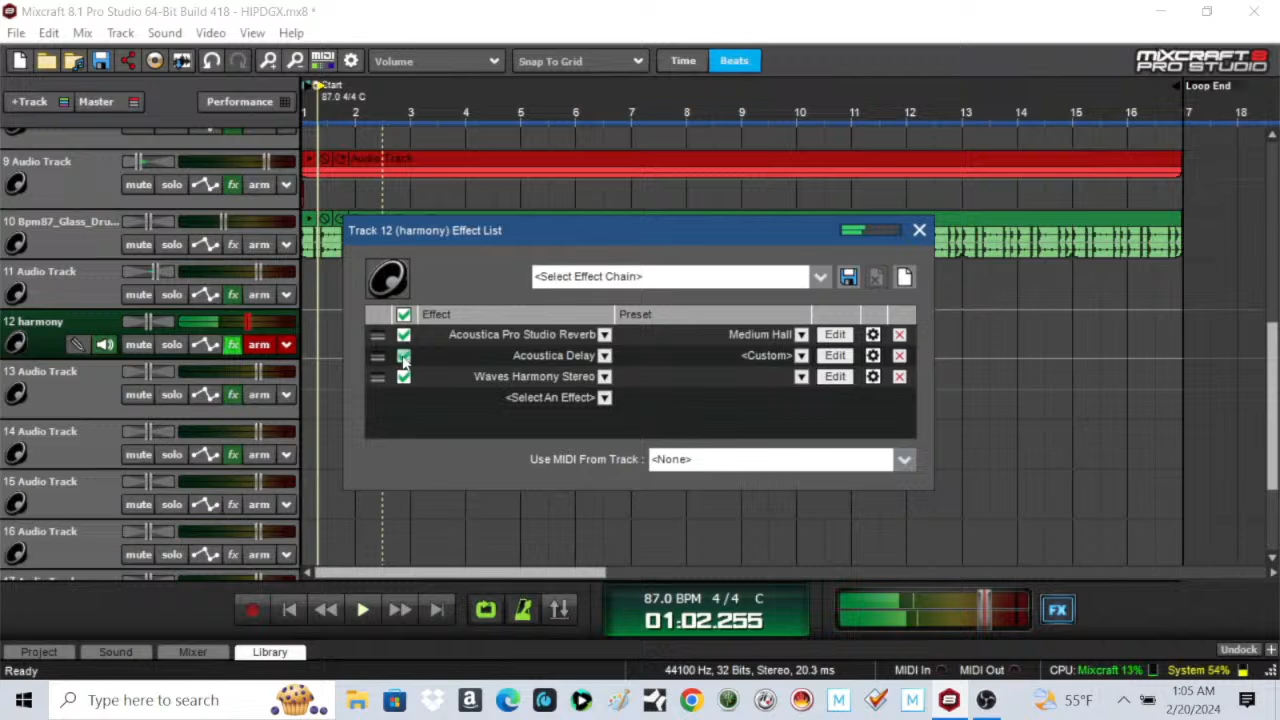 Mixcraft 8.1 Pro Studio 64-Bit Build 418 - HIPDGX.mx8 *
File Edit Mix Track Sound Video View Help
midi Volume Snap To Grid Time Beats MIXCRAFT 8 PRO STUDIO
+Track Master Performance
Start
87.0 4/4 C
Loop End
1 2 3 4 5 6 7 8 9 10 11 12 13 14 15 16 7 18
9 Audio Track
mute solo fx arm
Audio Track
10 Bpm87_Glass_Dru...
mute solo fx arm
11 Audio Track
mute solo fx arm
12 harmony
mute solo fx arm
13 Audio Track
mute solo fx arm
14 Audio Track
mute solo fx arm
15 Audio Track
mute solo fx arm
16 Audio Track
mute solo fx arm
Track 12 (harmony) Effect List
<Select Effect Chain>
Effect Preset
Acoustica Pro Studio Reverb Medium Hall Edit
Acoustica Delay <Custom> Edit
Waves Harmony Stereo Edit
<Select An Effect>
Use MIDI From Track : <None>
87.0 BPM 4 / 4 C
01:02.255
FX
Project Sound Mixer Library Undock
Ready 44100 Hz, 32 Bits, Stereo, 20.3 ms MIDI In MIDI Out CPU: Mixcraft 13% System 54%
Type here to search 55°F 1:05 AM
2/20/2024